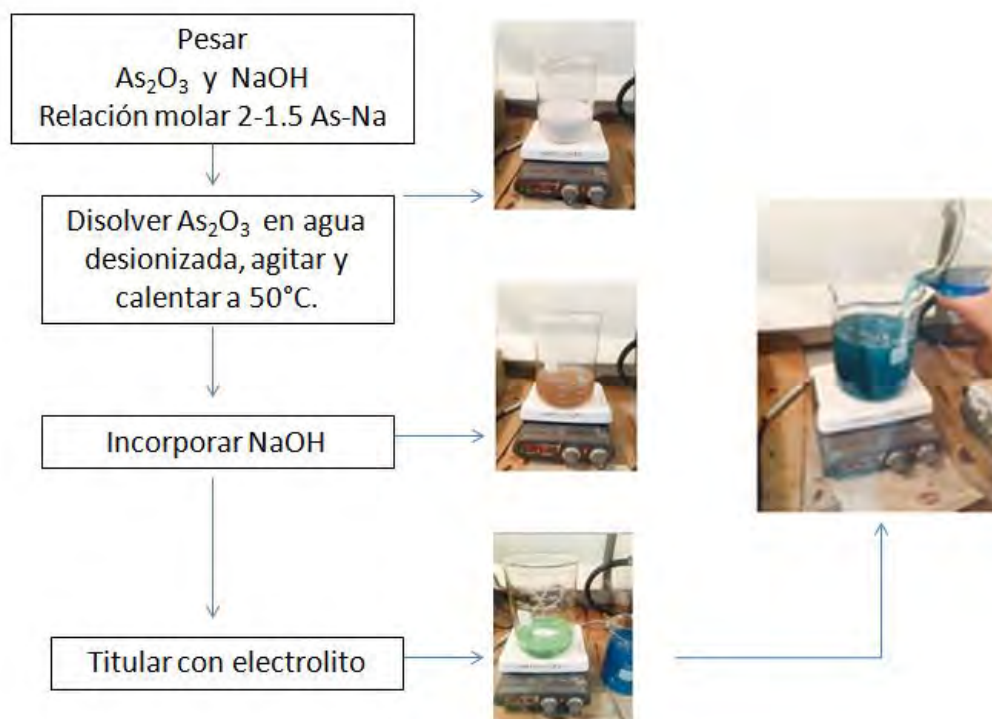 Pesar
As₂O₃ y NaOH
Relación molar 2-1.5 As-Na
Disolver As₂O₃ en agua
desionizada, agitar y
calentar a 50°C.
Incorporar NaOH
Titular con electrolito